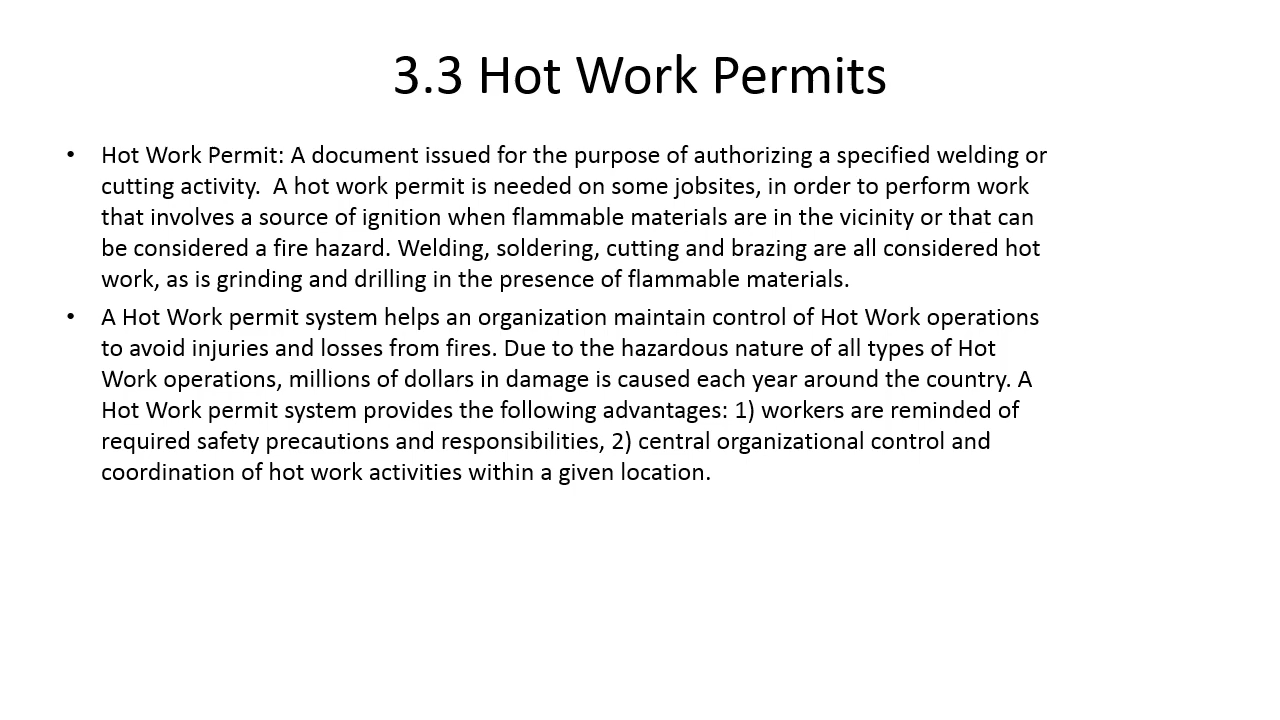 3.3 Hot Work Permits
• Hot Work Permit: A document issued for the purpose of authorizing a specified welding or
cutting activity.  A hot work permit is needed on some jobsites, in order to perform work
that involves a source of ignition when flammable materials are in the vicinity or that can
be considered a fire hazard. Welding, soldering, cutting and brazing are all considered hot
work, as is grinding and drilling in the presence of flammable materials.
• A Hot Work permit system helps an organization maintain control of Hot Work operations
to avoid injuries and losses from fires. Due to the hazardous nature of all types of Hot
Work operations, millions of dollars in damage is caused each year around the country. A
Hot Work permit system provides the following advantages: 1) workers are reminded of
required safety precautions and responsibilities, 2) central organizational control and
coordination of hot work activities within a given location.